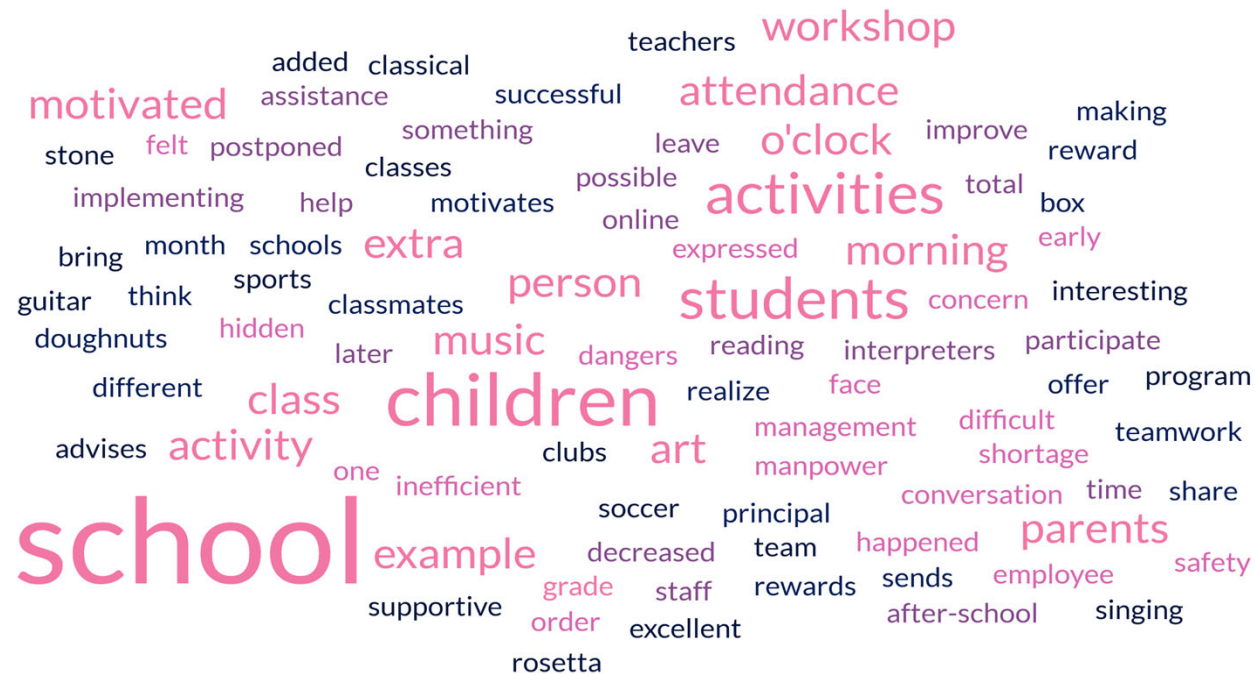 workshop
teachers
added classical
motivated assistance successful attendance making
felt postponed something leave o'clock improve reward
stone classes possible
implementing help motivates activities total box
online
bring month schools extra expressed morning early
guitar think sports classmates person students concern interesting
doughnuts hidden later music dangers reading interpreters participate
different class children realize face offer program
advises activity clubs art management difficult teamwork
one inefficient manpower shortage
school soccer principal conversation time share
example decreased team happened parents safety
supportive grade staff rewards sends employee
order excellent after-school singing
rosetta